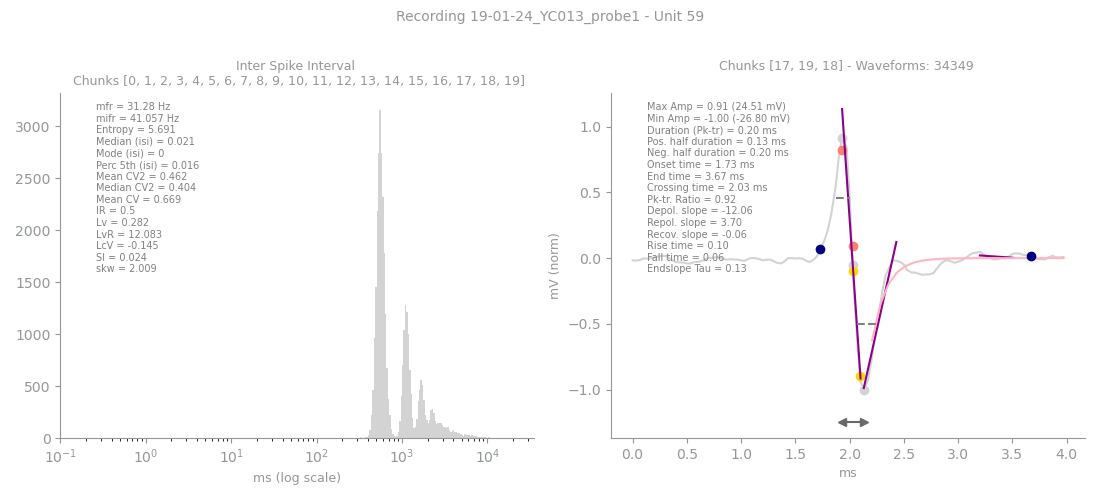 Recording 19-01-24_YC013_probe1 - Unit 59
Inter Spike Interval
Chunks [0, 1, 2, 3, 4, 5, 6, 7, 8, 9, 10, 11, 12, 13, 14, 15, 16, 17, 18, 19]
mfr = 31.28 Hz
mifr = 41.057 Hz
Entropy = 5.691
Median (isi) = 0.021
Mode (isi) = 0
Perc 5th (isi) = 0.016
Mean CV2 = 0.462
Median CV2 = 0.404
Mean CV = 0.669
IR = 0.5
Lv = 0.282
LvR = 12.083
LcV = -0.145
SI = 0.024
skw = 2.009
3000
2500
2000
1500
1000
500
0
10⁻¹ 10⁰ 10¹ 10² 10³ 10⁴
ms (log scale)
Chunks [17, 19, 18] - Waveforms: 34349
Max Amp = 0.91 (24.51 mV)
Min Amp = -1.00 (-26.80 mV)
Duration (Pk-tr) = 0.20 ms
Pos. half duration = 0.13 ms
Neg. half duration = 0.20 ms
Onset time = 1.73 ms
End time = 3.67 ms
Crossing time = 2.03 ms
Pk-tr. Ratio = 0.92
Depol. slope = -12.06
Repol. slope = 3.70
Recov. slope = -0.06
Rise time = 0.10
Fall time = 0.06
Endslope Tau = 0.13
mV (norm)
1.0
0.5
0.0
−0.5
−1.0
0.0 0.5 1.0 1.5 2.0 2.5 3.0 3.5 4.0
ms